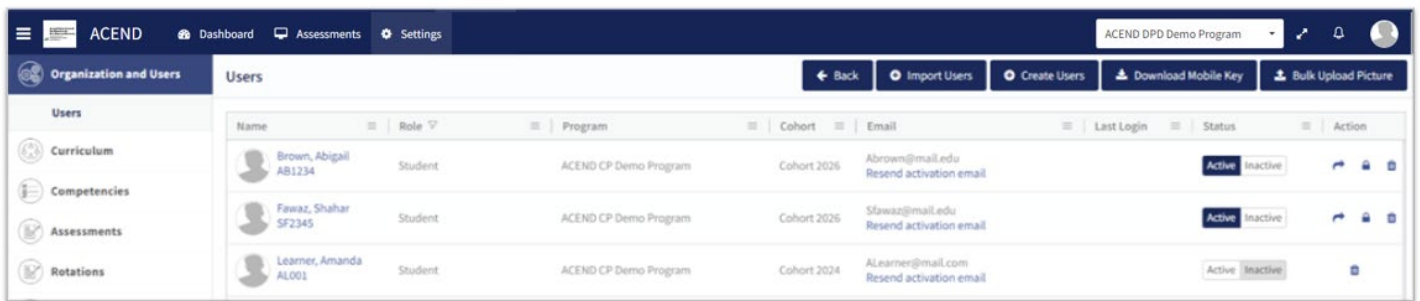 ACEND Dashboard Assessments Settings ACEND DPD Demo Program
Organization and Users
Users
Curriculum
Competencies
Assessments
Rotations
Users Back Import Users Create Users Download Mobile Key Bulk Upload Picture
Name Role Program Cohort Email Last Login Status Action
Brown, Abigail
AB1234
Student ACEND CP Demo Program Cohort 2026
Abrown@mail.edu
Resend activation email
Active Inactive
Fawaz, Shahar
SF2345
Student ACEND CP Demo Program Cohort 2026
Sfawaz@mail.edu
Resend activation email
Active Inactive
Learner, Amanda
AL001
Student ACEND CP Demo Program Cohort 2024
ALearner@mail.com
Resend activation email
Active Inactive